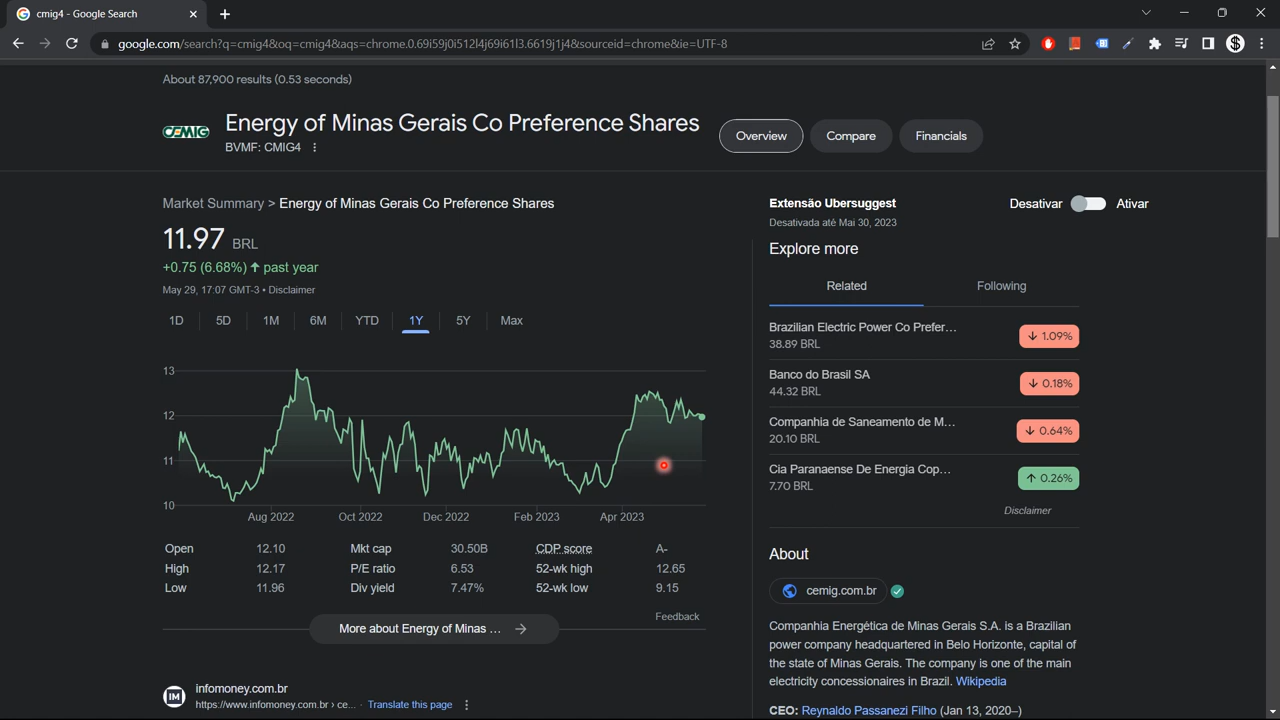 cmig4 - Google Search
google.com/search?q=cmig4&oq=cmig4&aqs=chrome.0.69i59j0i512l4j69i61l3.6619j1j4&sourceid=chrome&ie=UTF-8
About 87,900 results (0.53 seconds)
CEMIG
Energy of Minas Gerais Co Preference Shares
BVMF: CMIG4
Overview
Compare
Financials
Market Summary > Energy of Minas Gerais Co Preference Shares
11.97 BRL
+0.75 (6.68%) ↑ past year
May 29, 17:07 GMT-3 • Disclaimer
1D 5D 1M 6M YTD 1Y 5Y Max
13
12
11
10
Aug 2022 Oct 2022 Dec 2022 Feb 2023 Apr 2023
Open 12.10 Mkt cap 30.50B CDP score A-
High 12.17 P/E ratio 6.53 52-wk high 12.65
Low 11.96 Div yield 7.47% 52-wk low 9.15
Feedback
More about Energy of Minas ... →
infomoney.com.br
https://www.infomoney.com.br › ce... · Translate this page
Extensão Ubersuggest
Desativada até Mai 30, 2023
Desativar Ativar
Explore more
Related Following
Brazilian Electric Power Co Prefer...
38.89 BRL
↓ 1.09%
Banco do Brasil SA
44.32 BRL
↓ 0.18%
Companhia de Saneamento de M...
20.10 BRL
↓ 0.64%
Cia Paranaense De Energia Cop...
7.70 BRL
↑ 0.26%
Disclaimer
About
cemig.com.br
Companhia Energética de Minas Gerais S.A. is a Brazilian
power company headquartered in Belo Horizonte, capital of
the state of Minas Gerais. The company is one of the main
electricity concessionaires in Brazil. Wikipedia
CEO: Reynaldo Passanezi Filho (Jan 13, 2020–)